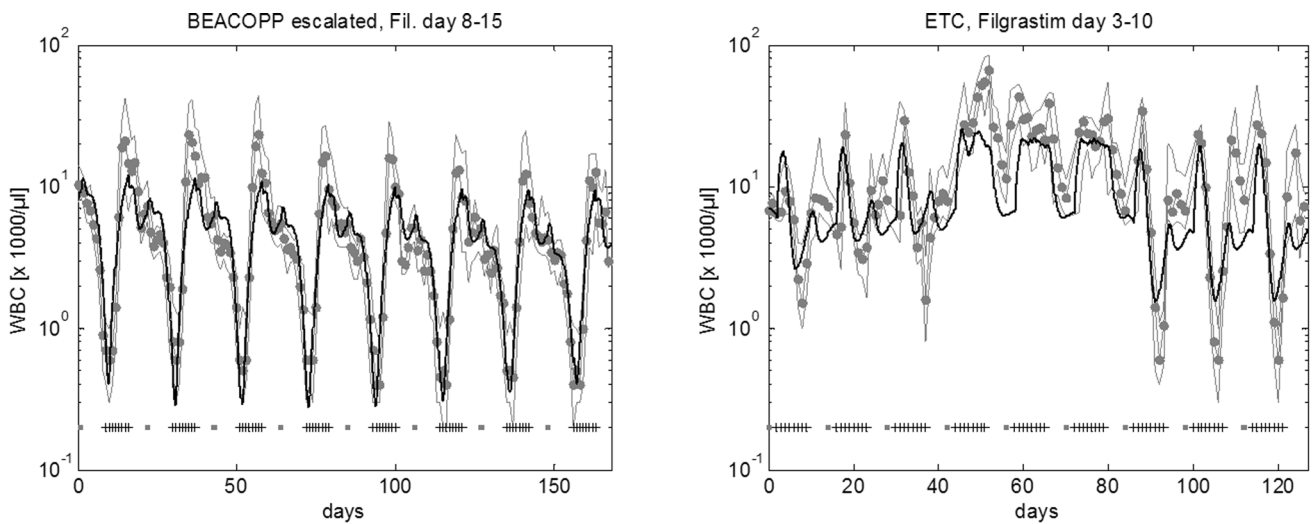 BEACOPP escalated, Fil. day 8-15
WBC [x 1000/µl]
10^2
10^1
10^0
10^-1
0 50 100 150
days
ETC, Filgrastim day 3-10
WBC [x 1000/µl]
10^2
10^1
10^0
10^-1
0 20 40 60 80 100 120
days